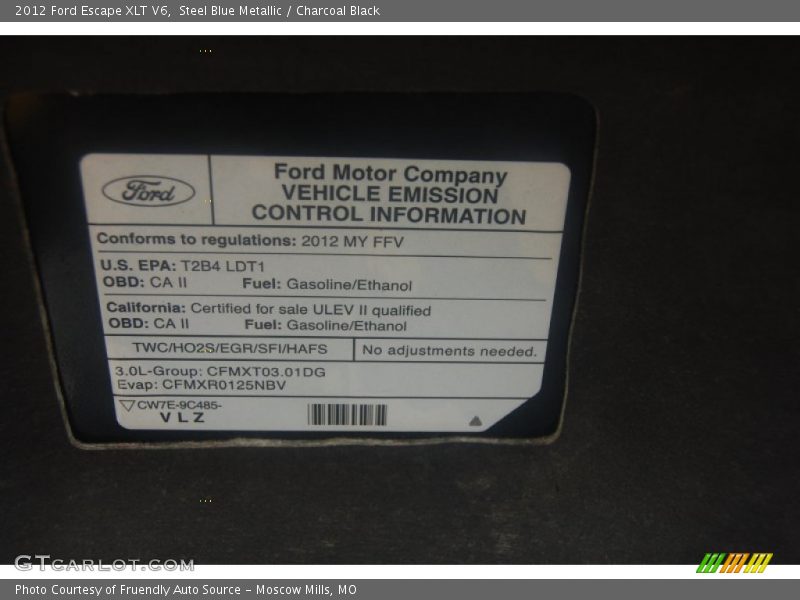 2012 Ford Escape XLT V6,  Steel Blue Metallic / Charcoal Black
Ford
Ford Motor Company
VEHICLE EMISSION
CONTROL INFORMATION
Conforms to regulations: 2012 MY FFV
U.S. EPA: T2B4 LDT1
OBD: CA II Fuel: Gasoline/Ethanol
California: Certified for sale ULEV II qualified
OBD: CA II Fuel: Gasoline/Ethanol
TWC/HO2S/EGR/SFI/HAFS No adjustments needed.
3.0L-Group: CFMXT03.01DG
Evap: CFMXR0125NBV
CW7E-9C485-
V L Z
GTCARLOT.COM
Photo Courtesy of Fruendly Auto Source - Moscow Mills, MO